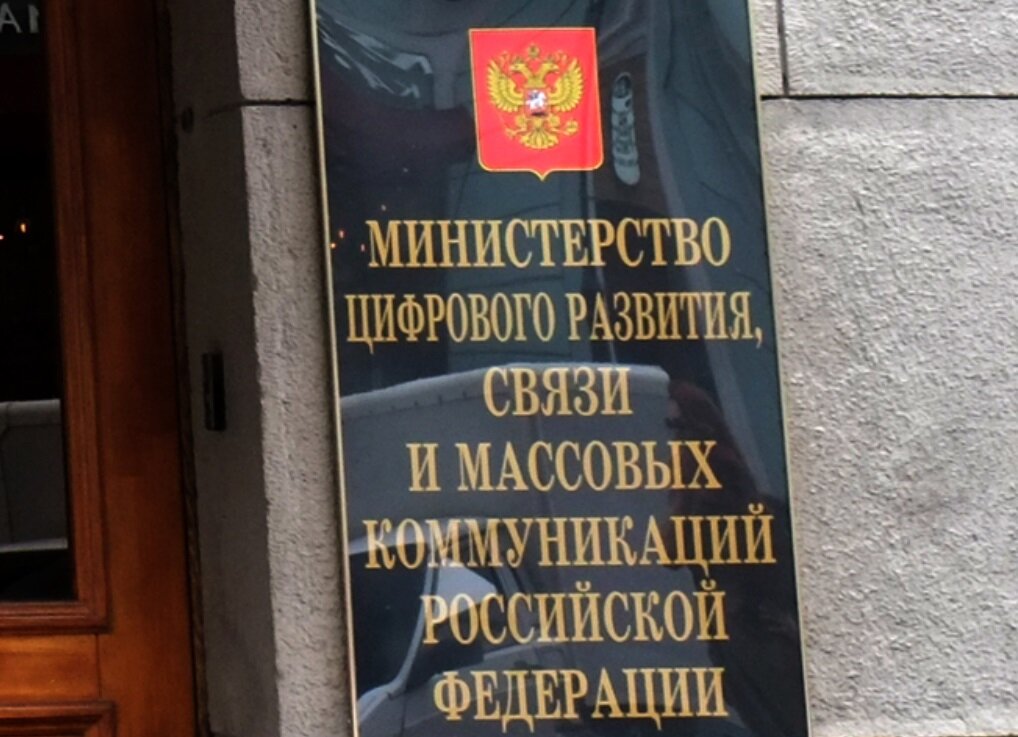 МИНИСТЕРСТВО
ЦИФРОВОГО РАЗВИТИЯ,
СВЯЗИ
И МАССОВЫХ
КОММУНИКАЦИЙ
РОССИЙСКОЙ
ФЕДЕРАЦИИ